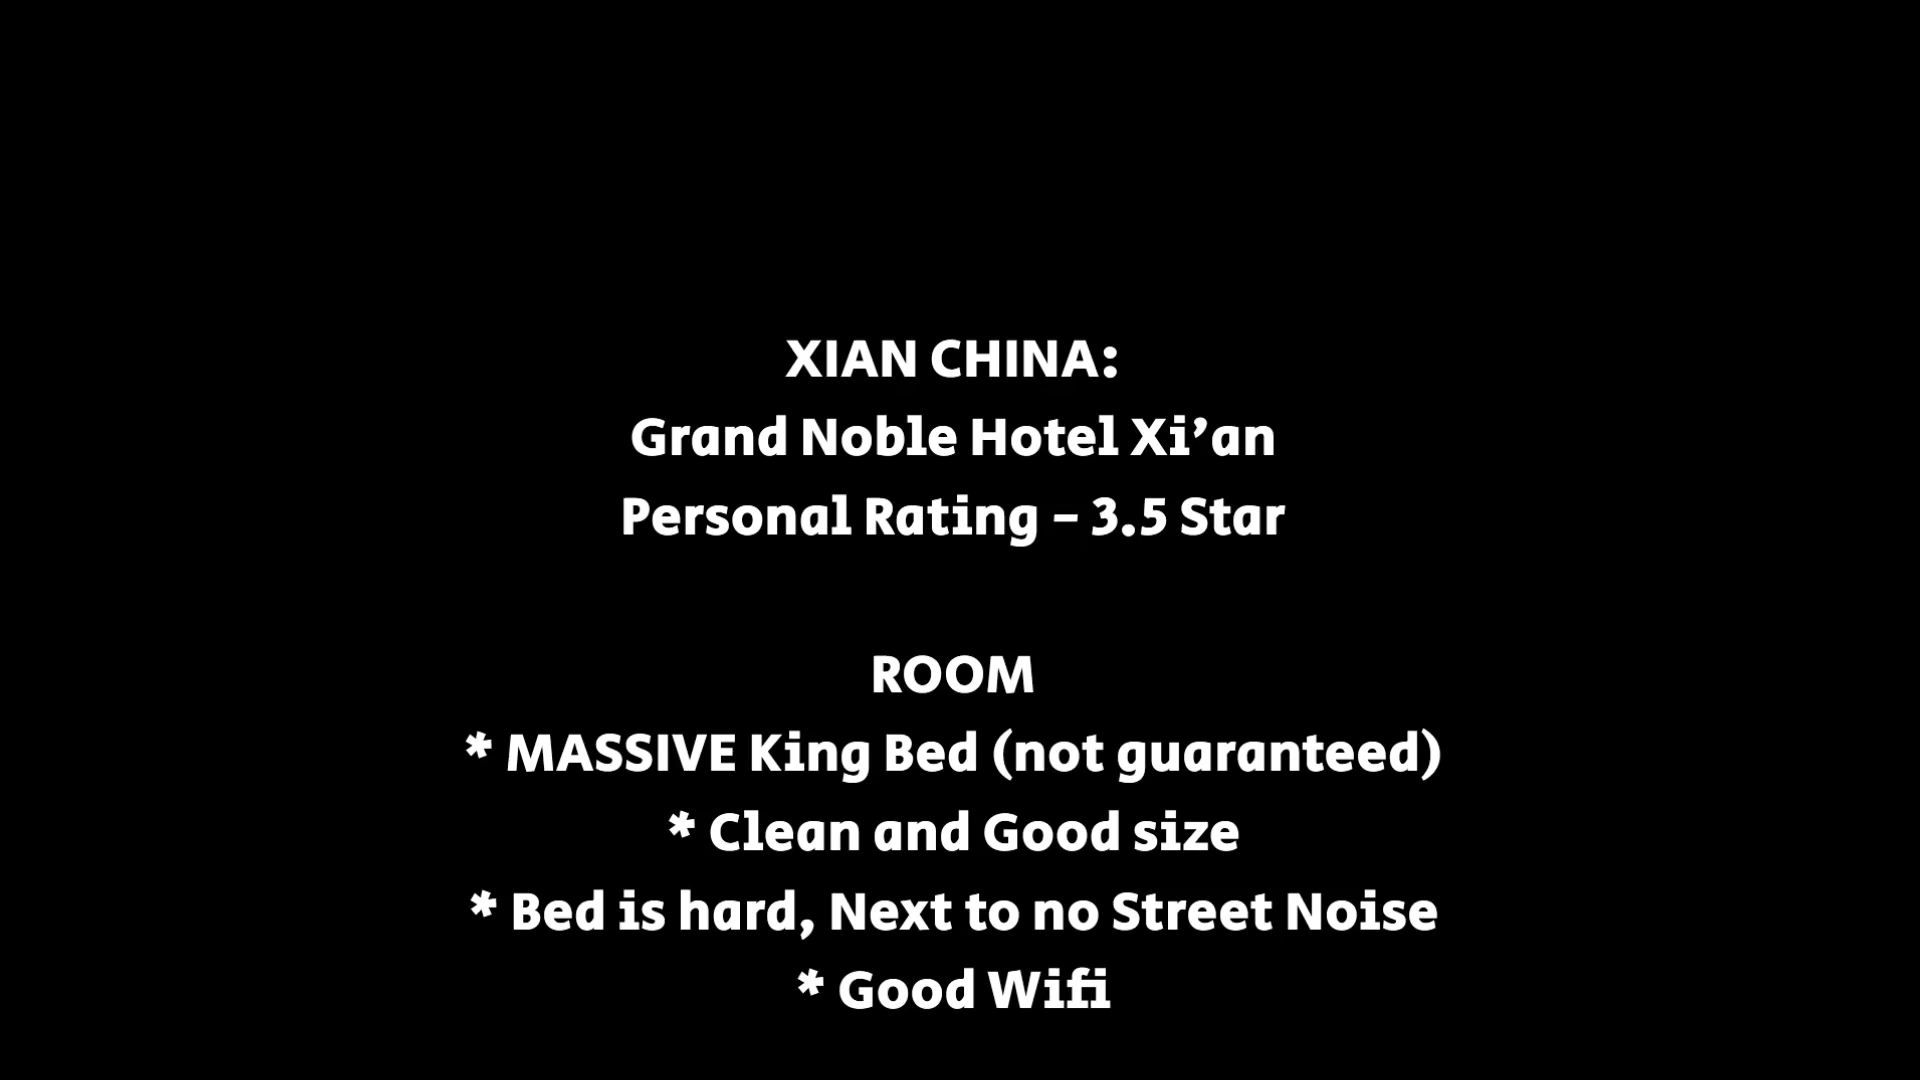 XIAN CHINA:
Grand Noble Hotel Xi’an
Personal Rating – 3.5 Star
ROOM
* MASSIVE King Bed (not guaranteed)
* Clean and Good size
* Bed is hard, Next to no Street Noise
* Good Wifi